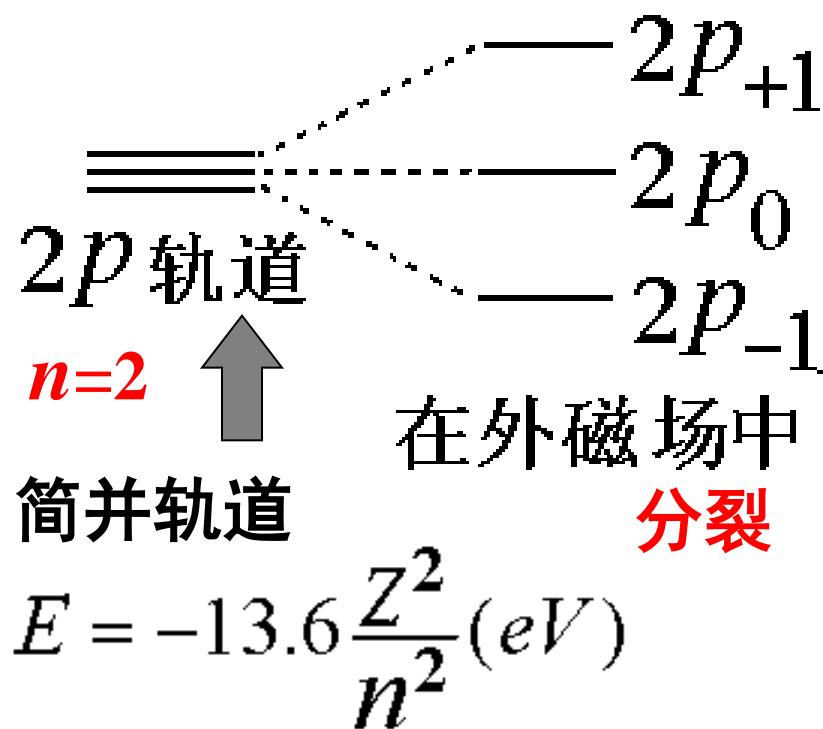 2p₊₁
2p₀
2p轨道
2p₋₁
n=2
在外磁场中
简并轨道
分裂
E = −13.6 Z²/n² (eV)